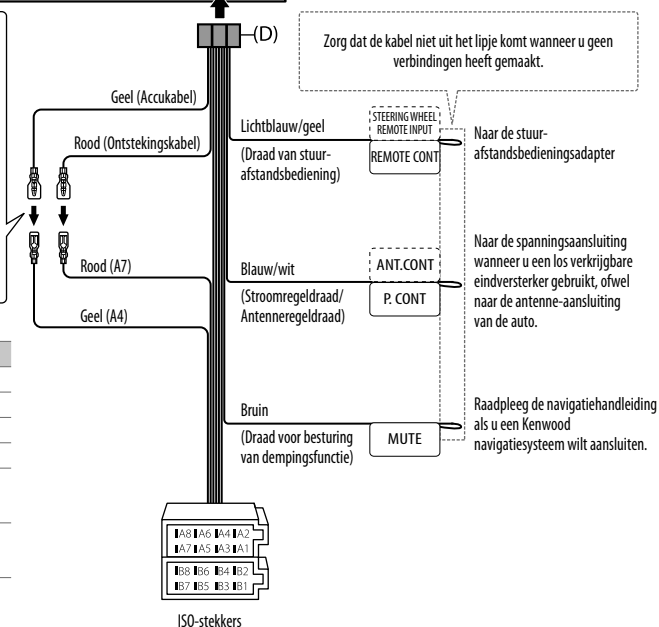 (D)
Zorg dat de kabel niet uit het lipje komt wanneer u geen
verbindingen heeft gemaakt.
Geel (Accukabel)
Rood (Ontstekingskabel)
Lichtblauw/geel
(Draad van stuur-
afstandsbediening)
STEERING WHEEL
REMOTE INPUT
REMOTE CONT
Naar de stuur-
afstandsbedieningsadapter
Rood (A7)
Geel (A4)
Blauw/wit
(Stroomregeldraad/
Antenneregeldraad)
ANT.CONT
P. CONT
Naar de spanningsaansluiting
wanneer u een los verkrijgbare
eindversterker gebruikt, ofwel
naar de antenne-aansluiting
van de auto.
Bruin
(Draad voor besturing
van dempingsfunctie)
MUTE
Raadpleeg de navigatiehandleiding
als u een Kenwood
navigatiesysteem wilt aansluiten.
A8 A6 A4 A2
A7 A5 A3 A1
B8 B6 B4 B2
B7 B5 B3 B1
ISO-stekkers